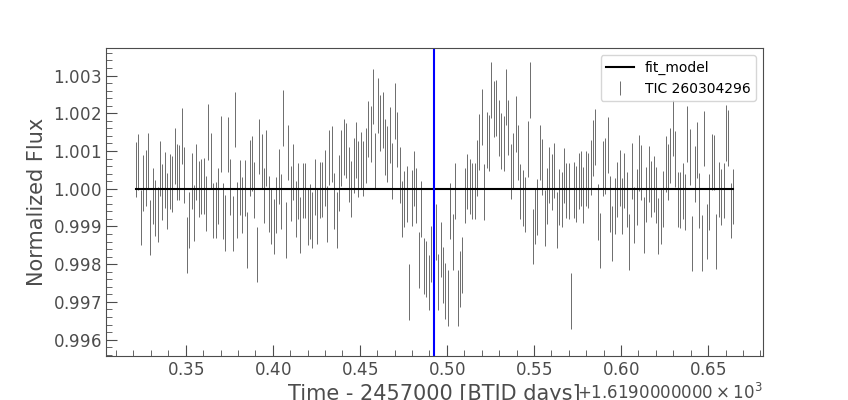 fit_model
TIC 260304296
1.003
1.002
1.001
1.000
0.999
0.998
0.997
0.996
Normalized Flux
0.35 0.40 0.45 0.50 0.55 0.60 0.65
Time - 2457000 [BTJD days]
+1.6190000000 × 10³